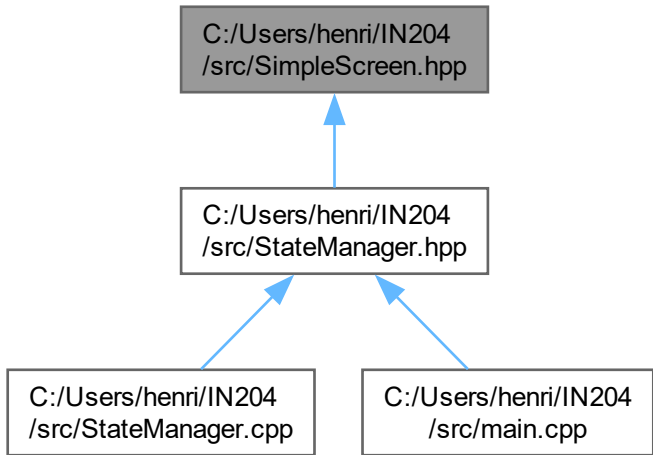 C:/Users/henri/IN204
/src/SimpleScreen.hpp
C:/Users/henri/IN204
/src/StateManager.hpp
C:/Users/henri/IN204
/src/StateManager.cpp
C:/Users/henri/IN204
/src/main.cpp